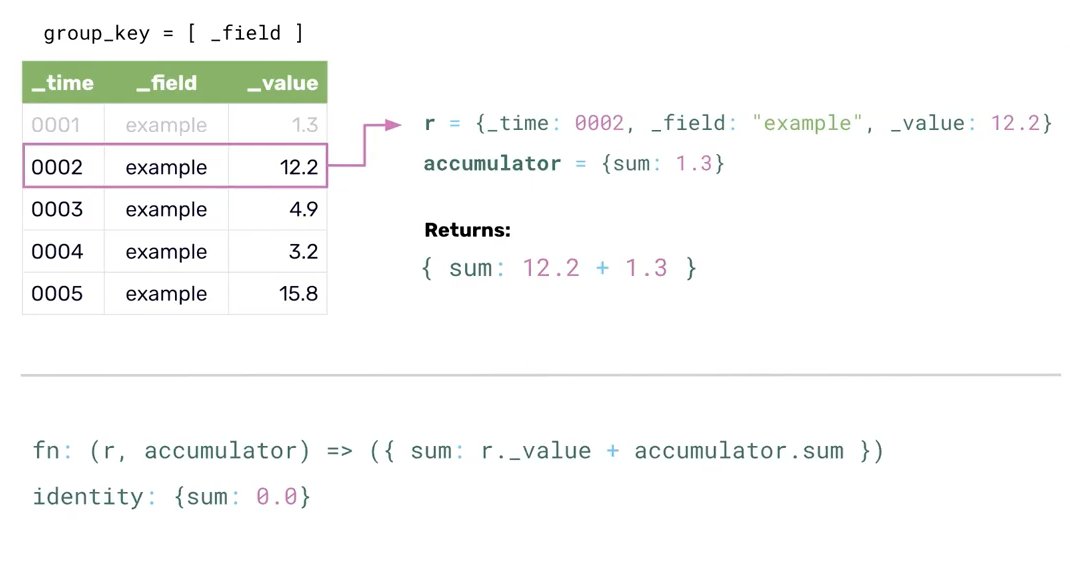 group_key = [ _field ]
_time _field _value
0001 example 1.3
0002 example 12.2
0003 example 4.9
0004 example 3.2
0005 example 15.8
r = {_time: 0002, _field: "example", _value: 12.2}
accumulator = {sum: 1.3}
Returns:
{ sum: 12.2 + 1.3 }
fn: (r, accumulator) => ({ sum: r._value + accumulator.sum })
identity: {sum: 0.0}